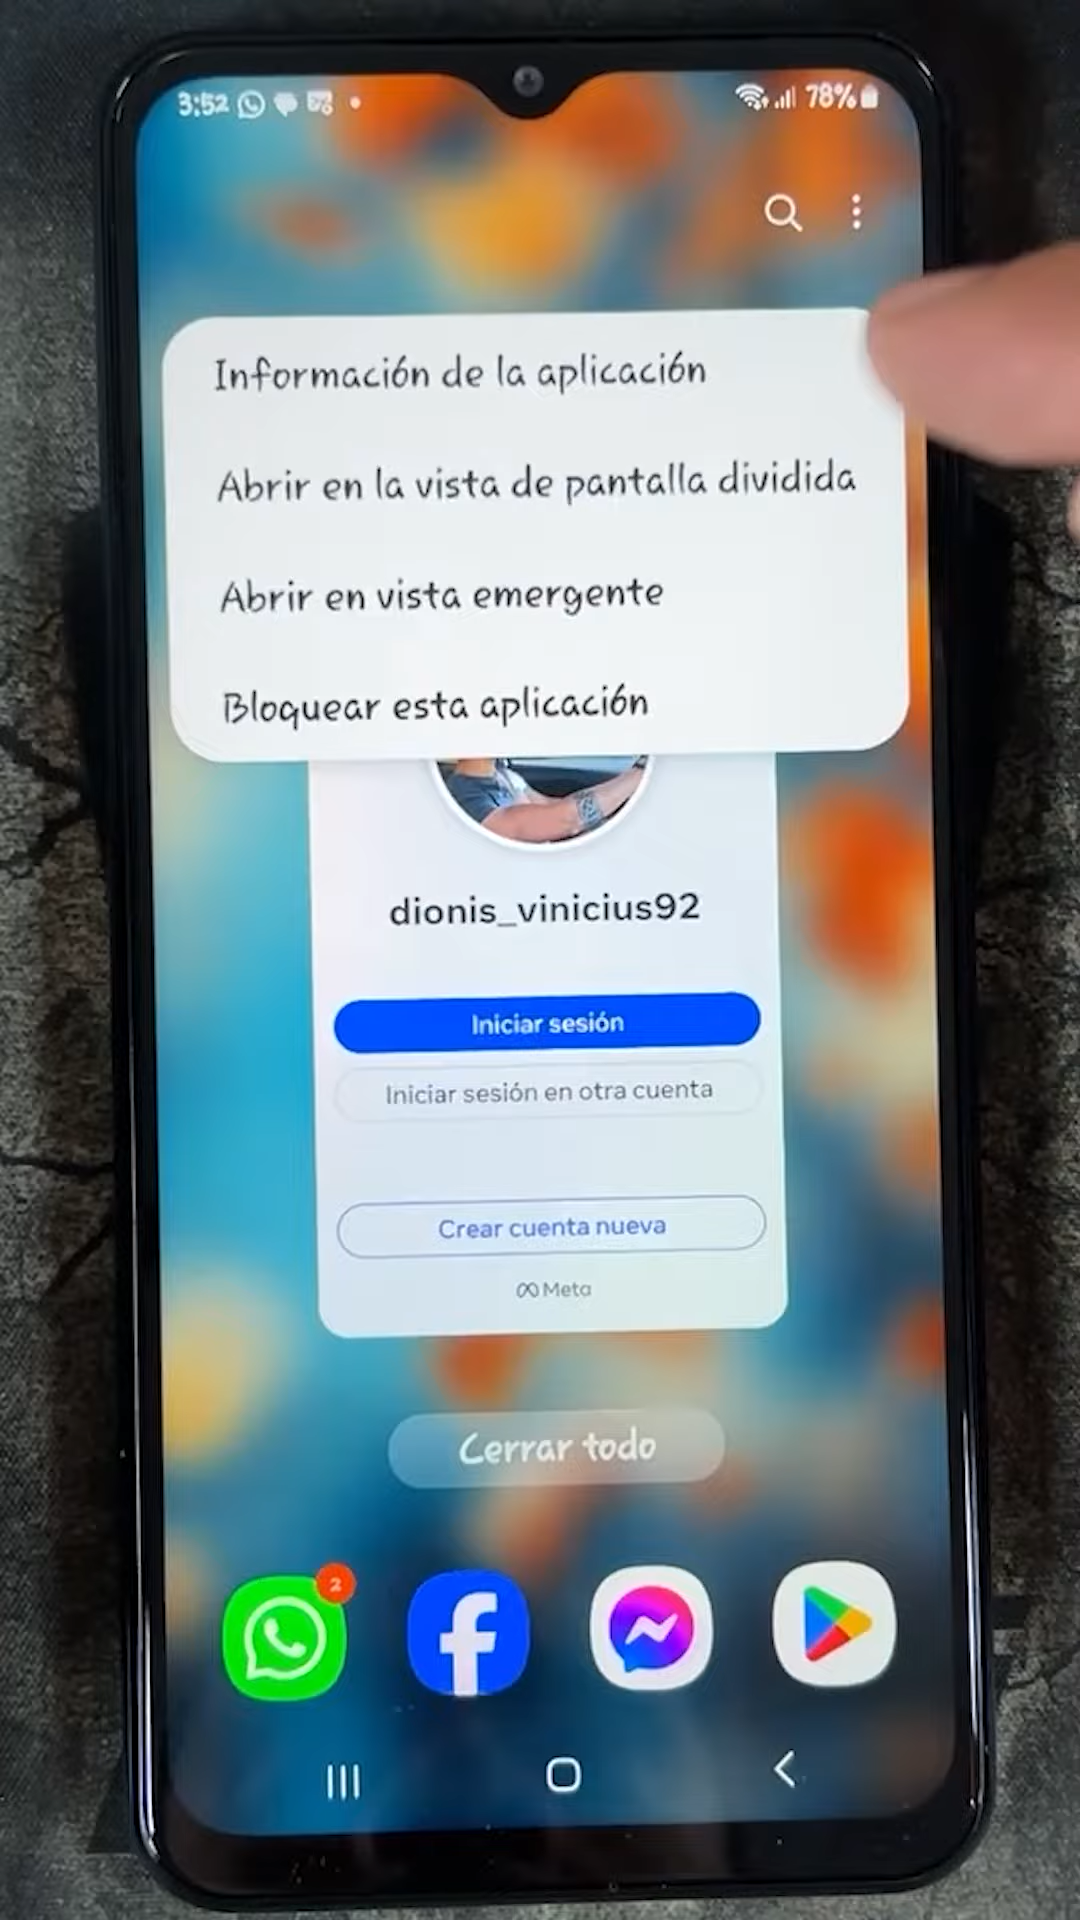 3:52
78%
Información de la aplicación
Abrir en la vista de pantalla dividida
Abrir en vista emergente
Bloquear esta aplicación
dionis_vinicius92
Iniciar sesión
Iniciar sesión en otra cuenta
Crear cuenta nueva
Meta
Cerrar todo
2